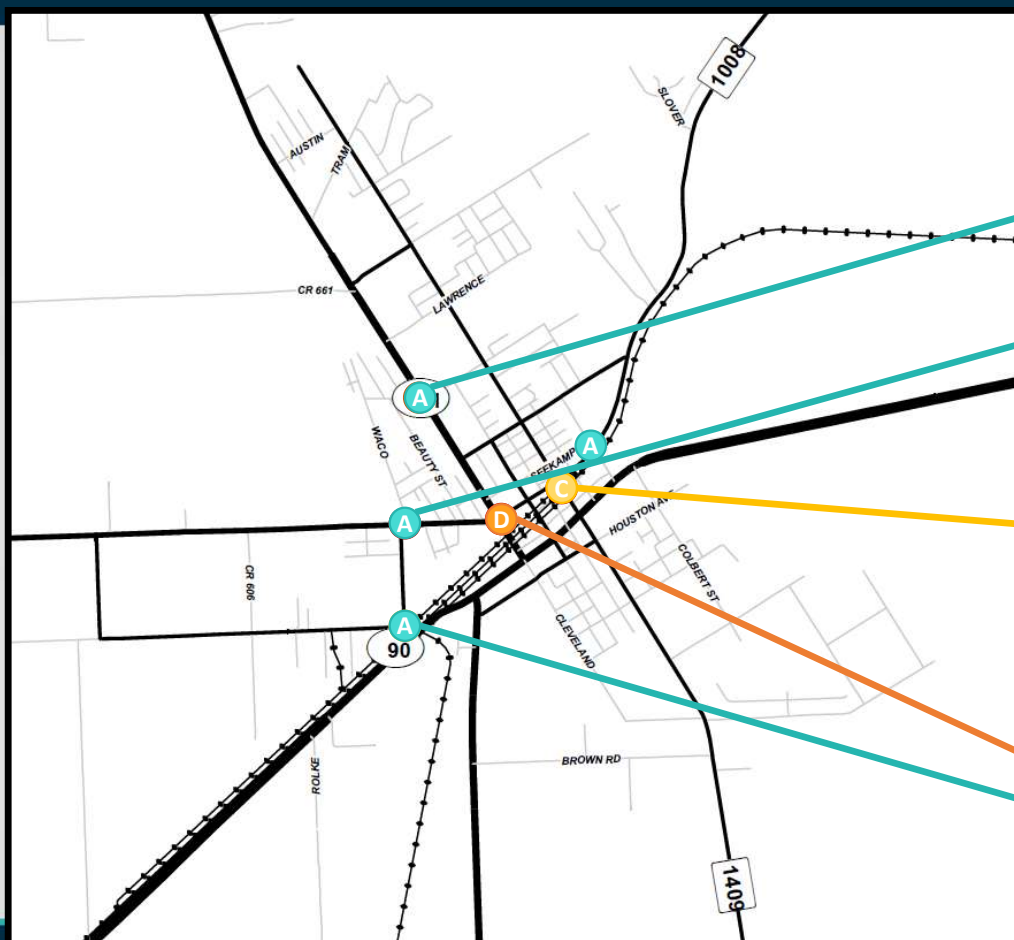 1008
SLOVER
AUSTIN
TRAM
CR 661
LAWRENCE
A
WACO
BEAUTY ST
A
SEEKAMP
C
HOUSTON AVE
D
A
CR 606
COLBERT ST
CLEVELAND
A
90
BROWN RD
ROLKE
1409